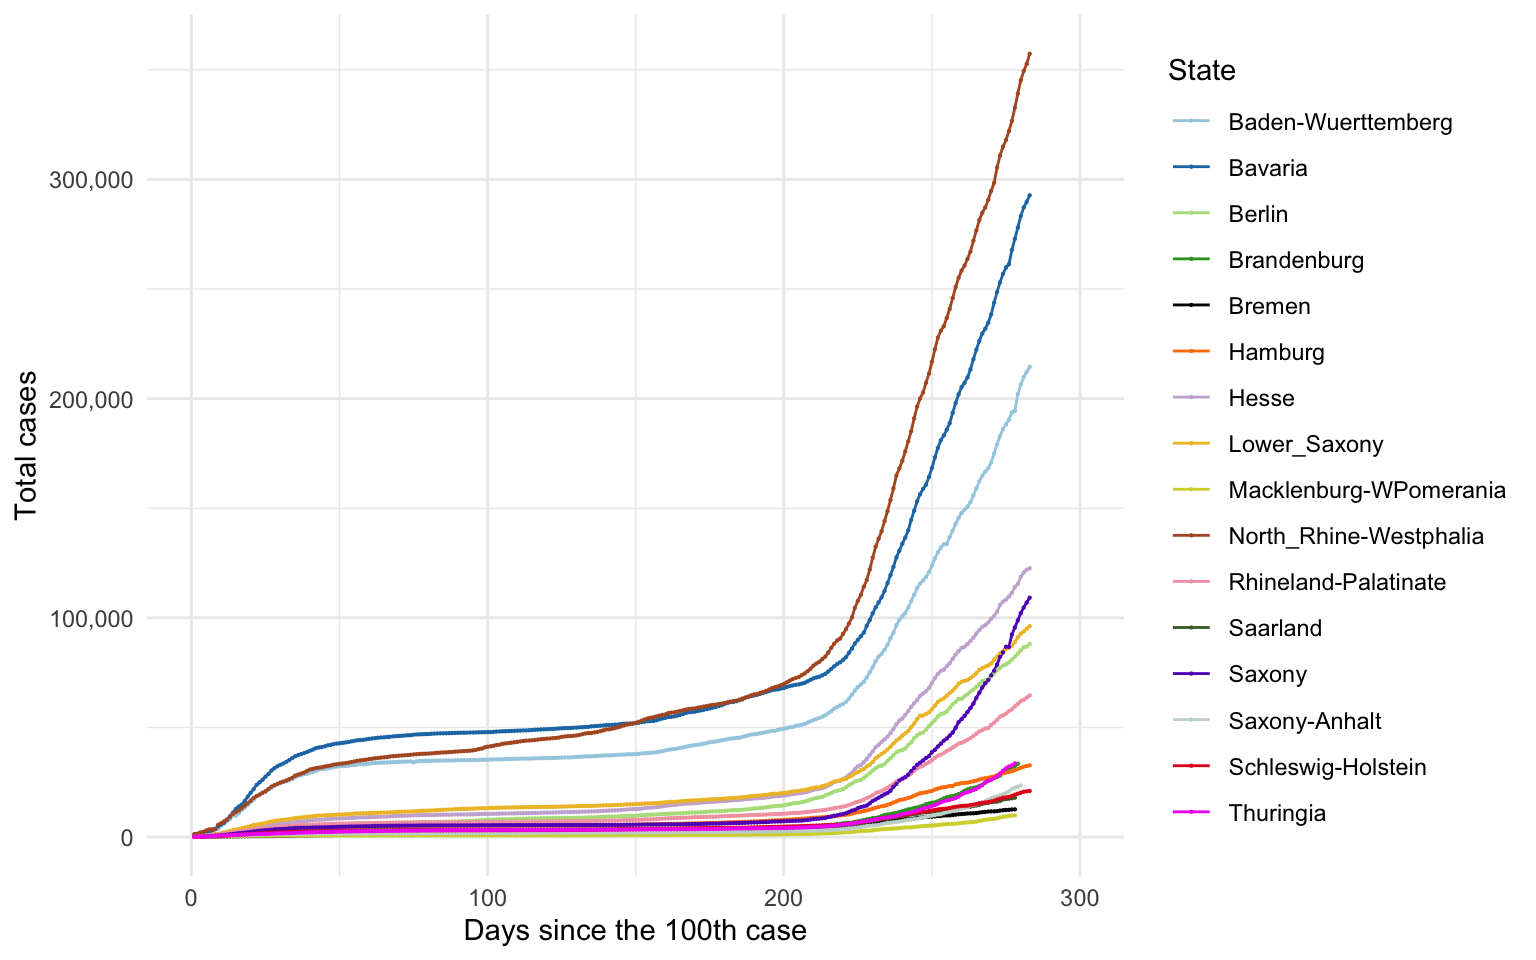 300,000
200,000
100,000
0
Total cases
0 100 200 300
Days since the 100th case
State
Baden-Wuerttemberg
Bavaria
Berlin
Brandenburg
Bremen
Hamburg
Hesse
Lower_Saxony
Macklenburg-WPomerania
North_Rhine-Westphalia
Rhineland-Palatinate
Saarland
Saxony
Saxony-Anhalt
Schleswig-Holstein
Thuringia